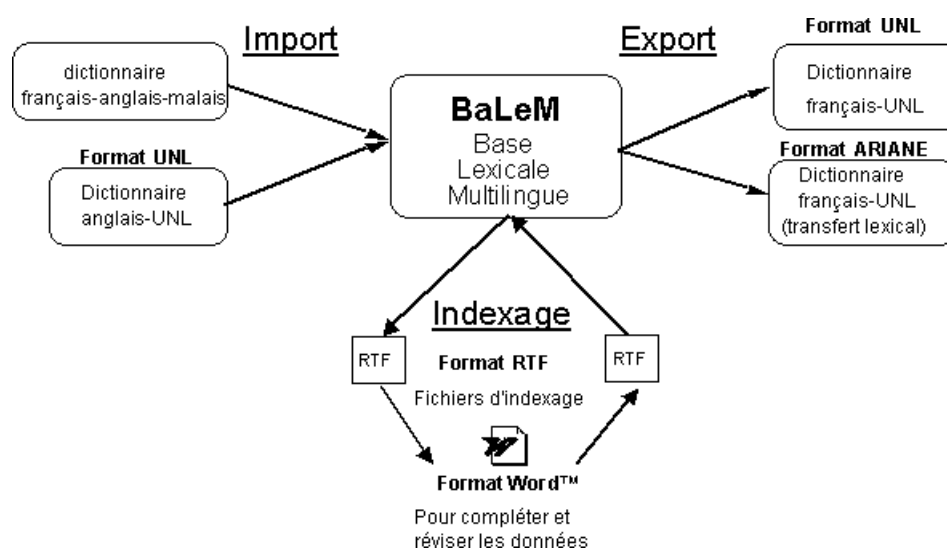 Import
dictionnaire
français-anglais-malais
Format UNL
Dictionnaire
anglais-UNL
BaLeM
Base
Lexicale
Multilingue
Export
Format UNL
Dictionnaire
français-UNL
Format ARIANE
Dictionnaire
français-UNL
(transfert lexical)
Indexage
RTF
Format RTF
RTF
Fichiers d'indexage
Format Word™
Pour compléter et
réviser les données